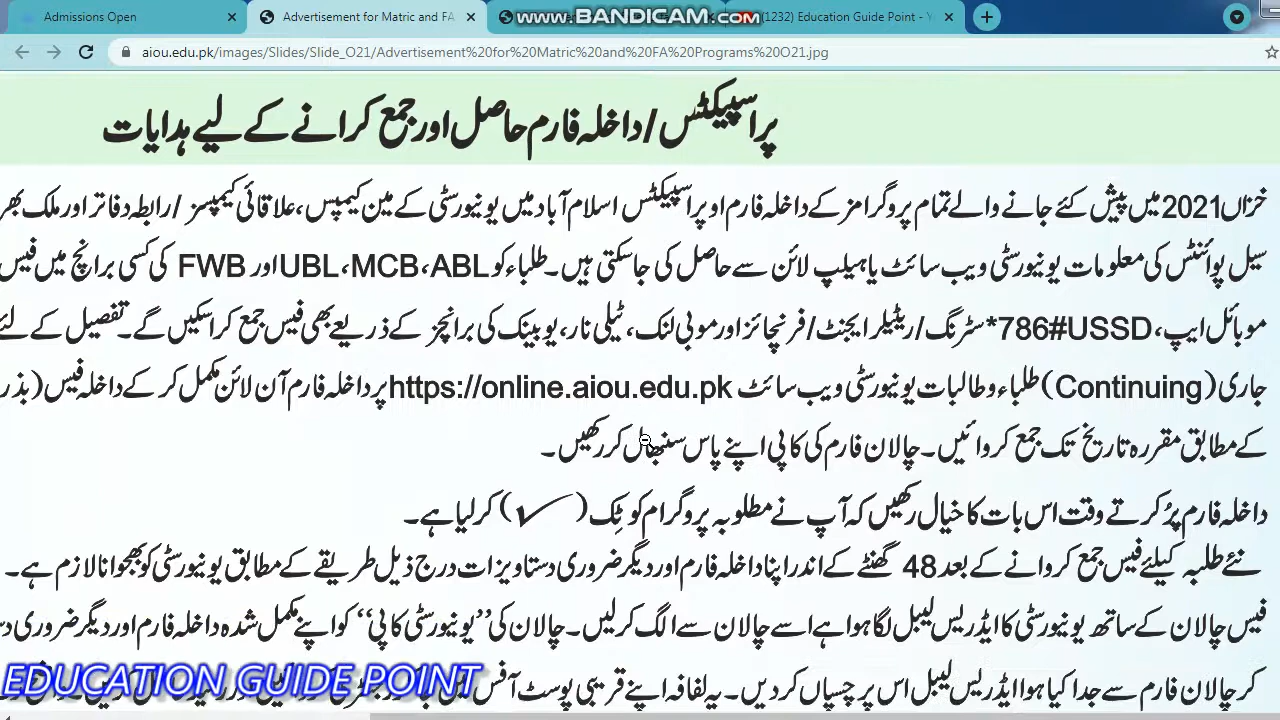 Admissions Open
Advertisement for Matric and FA
www.BANDICAM.com
(1232) Education Guide Point - Y
aiou.edu.pk/images/Slides/Slide_O21/Advertisement%20for%20Matric%20and%20FA%20Programs%20O21.jpg
پراسپیکٹس/داخلہ فارم حاصل اور جمع کرانے کے لیے ہدایات
خزاں 2021 میں پیش کئے جانے والے تمام پروگرامز کے داخلہ فارم او پراسپیکٹس اسلام آباد میں یونیورسٹی کے مین کیمپس، علاقائی کیمپسز /رابطہ دفاتر اور ملک بھر
سیل پوائنٹس کی معلومات یونیورسٹی ویب سائٹ یا ہیلپ لائن سے حاصل کی جاسکتی ہیں۔ طلباء کو UBL،MCB،ABL اور FWB کی کسی برانچ میں فیس
موبائل ایپ، USSD#786* سٹرنگ/ریٹیلر ایجنٹ/فرنچائز اور موبی لنک، ٹیلی نار، یو بینک کی برانچز کے ذریعے بھی فیس جمع کراسکیں گے۔ تفصیل کے لئے
جاری (Continuing) طلباء وطالبات یونیورسٹی ویب سائٹ https://online.aiou.edu.pk پر داخلہ فارم آن لائن مکمل کر کے داخلہ فیس (بذر
کے مطابق مقررہ تاریخ تک جمع کروائیں۔ چالان فارم کی کاپی اپنے پاس سنبھال کر رکھیں۔
داخلہ فارم پُر کرتے وقت اس بات کا خیال رکھیں کہ آپ نے مطلوبہ پروگرام کو ٹِک (✓) کر لیا ہے۔
نئے طلبہ کیلئے فیس جمع کروانے کے بعد 48 گھنٹے کے اندر اپنا داخلہ فارم اور دیگر ضروری دستاویزات درج ذیل طریقے کے مطابق یونیورسٹی کو بھجوانا لازم ہے۔
فیس چالان کے ساتھ یونیورسٹی کا ایڈریس لیبل لگا ہوا ہے اسے چالان سے الگ کر لیں۔ چالان کی ”یونیورسٹی کاپی“ کو اپنے مکمل شدہ داخلہ فارم اور دیگر ضروری دس
کر چالان فارم سے جدا کیا ہوا ایڈریس لیبل اس پر چسپاں کر دیں۔ یہ لفافہ اپنے قریبی پوسٹ آفس
EDUCATION GUIDE POINT